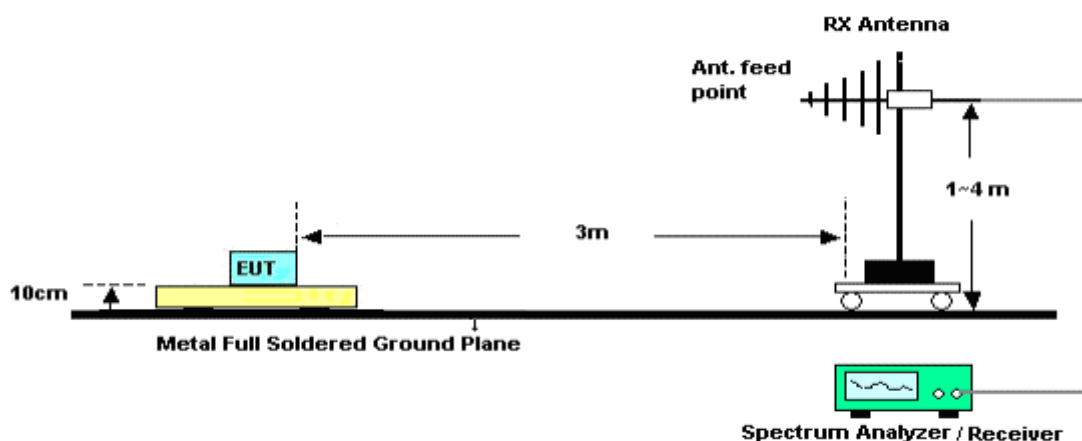 RX Antenna
Ant. feed
point
1~4 m
3m
EUT
10cm
Metal Full Soldered Ground Plane
Spectrum Analyzer / Receiver